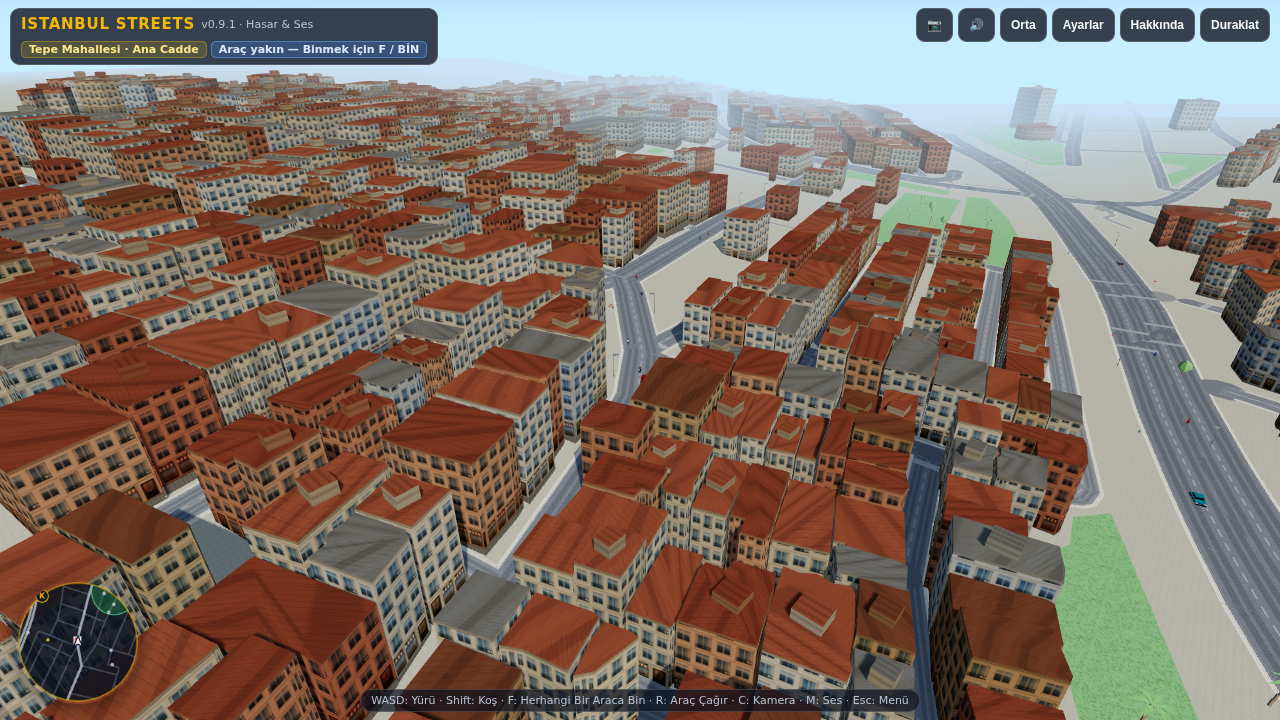 ISTANBUL STREETS v0.9.1 · Hasar & Ses
Tepe Mahallesi · Ana Cadde
Araç yakın — Binmek için F / BİN
Orta
Ayarlar
Hakkında
Duraklat
K
WASD: Yürü · Shift: Koş · F: Herhangi Bir Araca Bin · R: Araç Çağır · C: Kamera · M: Ses · Esc: Menü